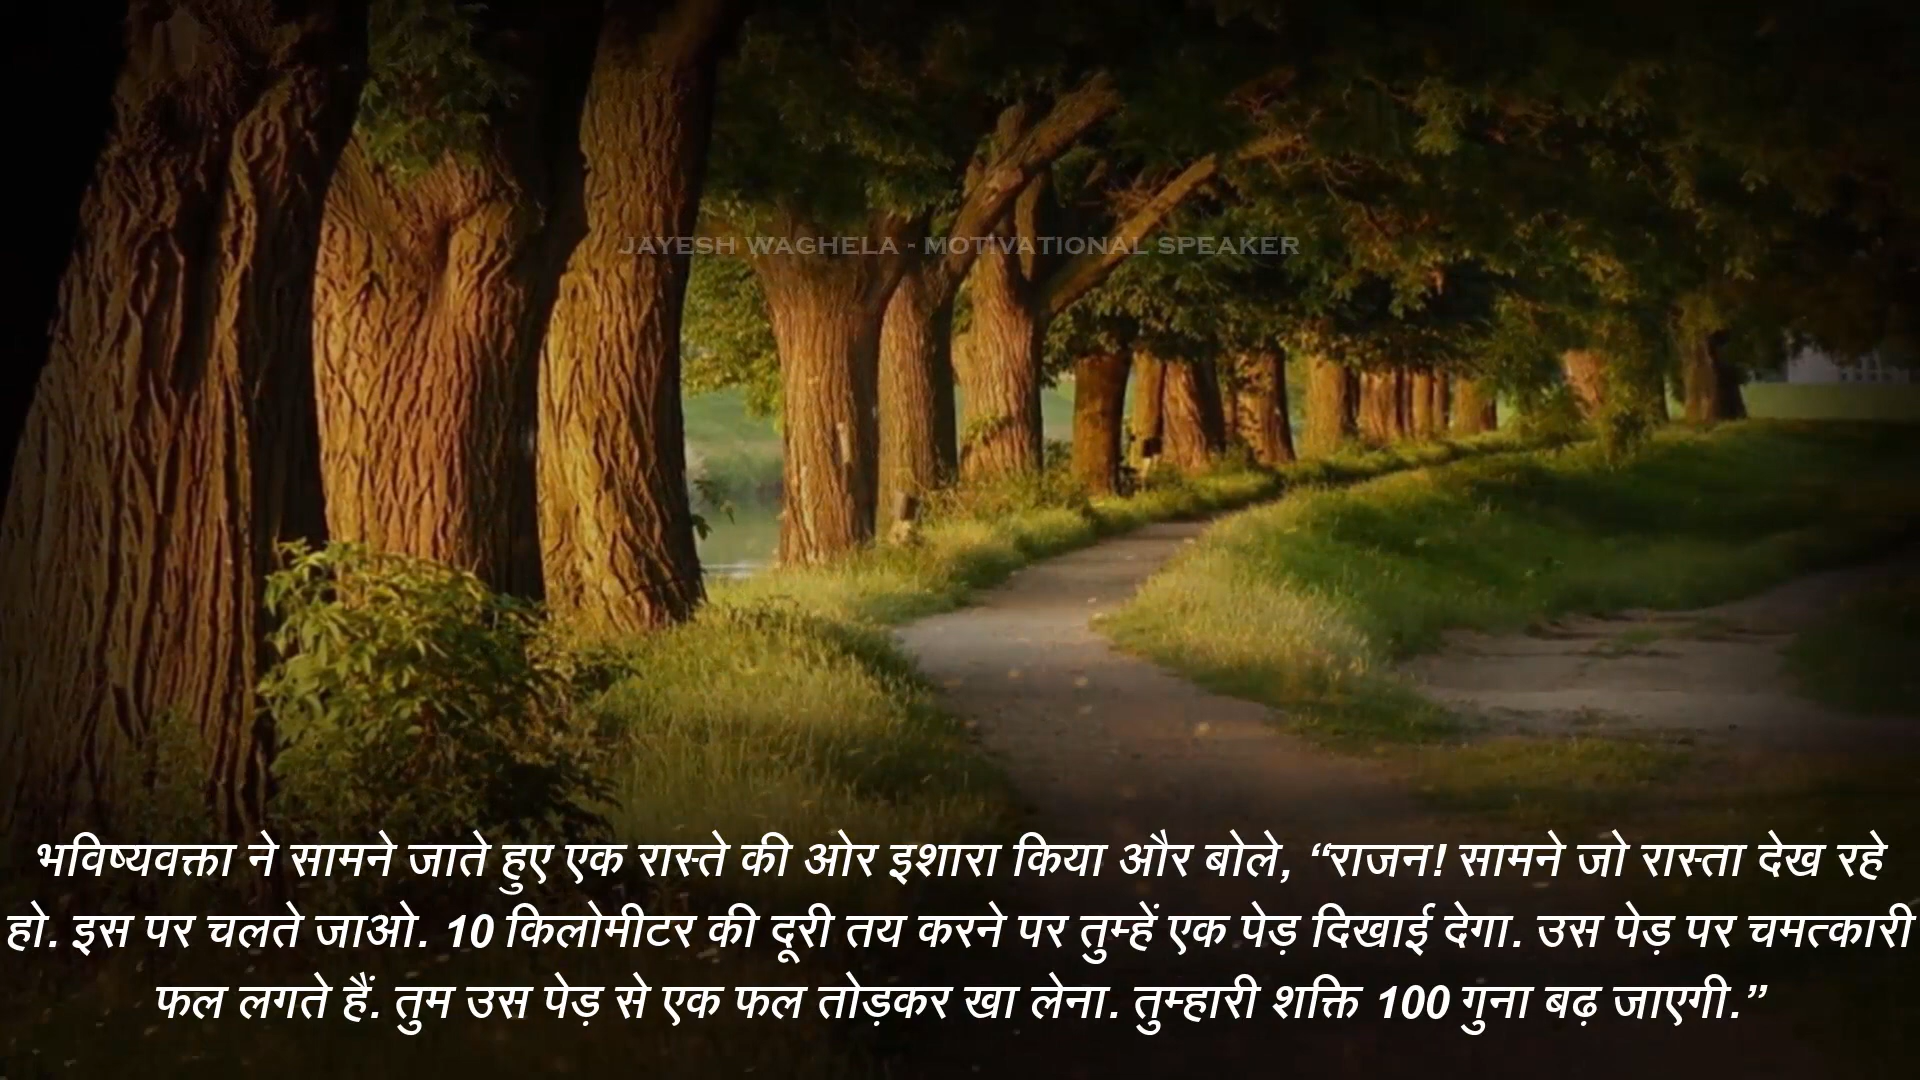 JAYESH WAGHELA - MOTIVATIONAL SPEAKER
भविष्यवक्ता ने सामने जाते हुए एक रास्ते की ओर इशारा किया और बोले, “राजन! सामने जो रास्ता देख रहे
हो. इस पर चलते जाओ. 10 किलोमीटर की दूरी तय करने पर तुम्हें एक पेड़ दिखाई देगा. उस पेड़ पर चमत्कारी
फल लगते हैं. तुम उस पेड़ से एक फल तोड़कर खा लेना. तुम्हारी शक्ति 100 गुना बढ़ जाएगी.”